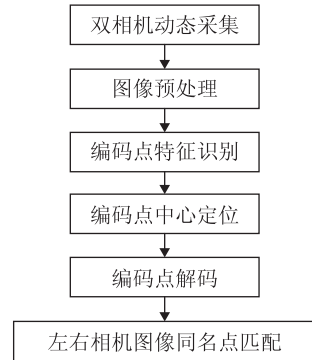 双相机动态采集
图像预处理
编码点特征识别
编码点中心定位
编码点解码
左右相机图像同名点匹配